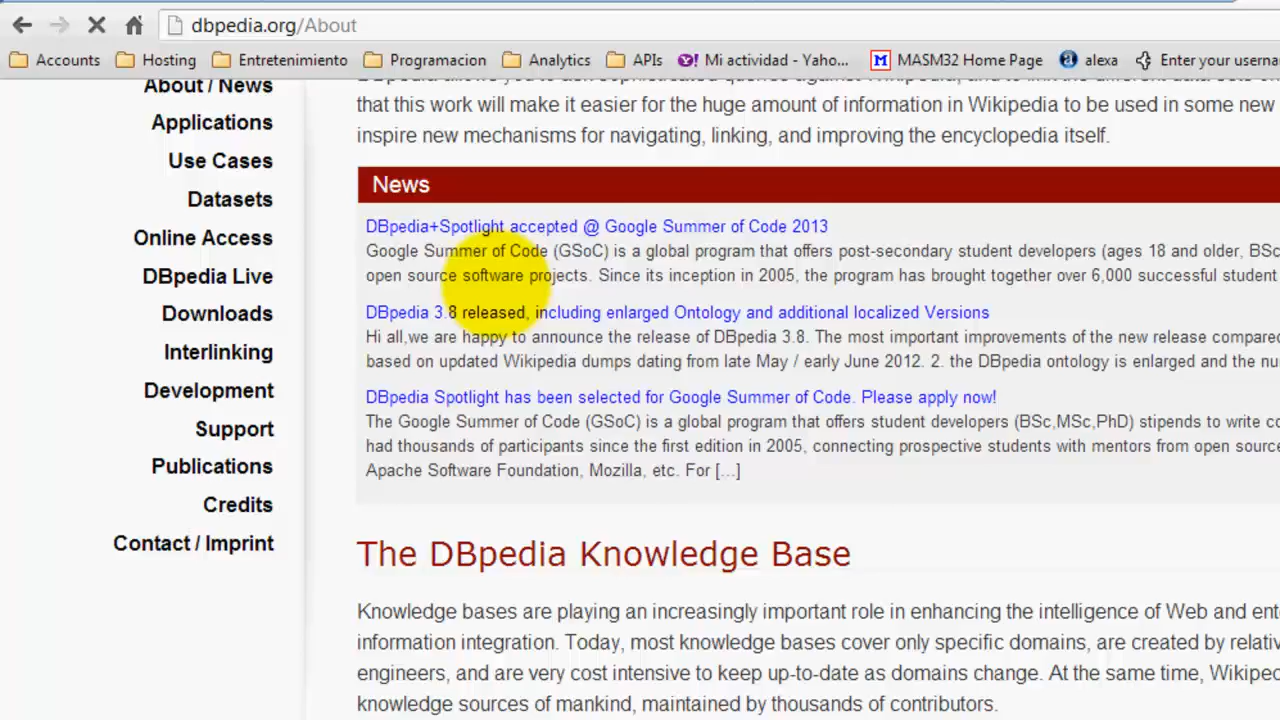 dbpedia.org/About
Accounts Hosting Entretenimiento Programacion Analytics APIs Mi actividad - Yaho... MASM32 Home Page alexa Enter your userna
About / News
Applications
Use Cases
Datasets
Online Access
DBpedia Live
Downloads
Interlinking
Development
Support
Publications
Credits
Contact / Imprint
that this work will make it easier for the huge amount of information in Wikipedia to be used in some new
inspire new mechanisms for navigating, linking, and improving the encyclopedia itself.
News
DBpedia+Spotlight accepted @ Google Summer of Code 2013
Google Summer of Code (GSoC) is a global program that offers post-secondary student developers (ages 18 and older, BSc
open source software projects. Since its inception in 2005, the program has brought together over 6,000 successful student
DBpedia 3.8 released, including enlarged Ontology and additional localized Versions
Hi all,we are happy to announce the release of DBpedia 3.8. The most important improvements of the new release compared
based on updated Wikipedia dumps dating from late May / early June 2012. 2. the DBpedia ontology is enlarged and the nu
DBpedia Spotlight has been selected for Google Summer of Code. Please apply now!
The Google Summer of Code (GSoC) is a global program that offers student developers (BSc,MSc,PhD) stipends to write co
had thousands of participants since the first edition in 2005, connecting prospective students with mentors from open source
Apache Software Foundation, Mozilla, etc. For [...]
The DBpedia Knowledge Base
Knowledge bases are playing an increasingly important role in enhancing the intelligence of Web and ent
information integration. Today, most knowledge bases cover only specific domains, are created by relativ
engineers, and are very cost intensive to keep up-to-date as domains change. At the same time, Wikiped
knowledge sources of mankind, maintained by thousands of contributors.